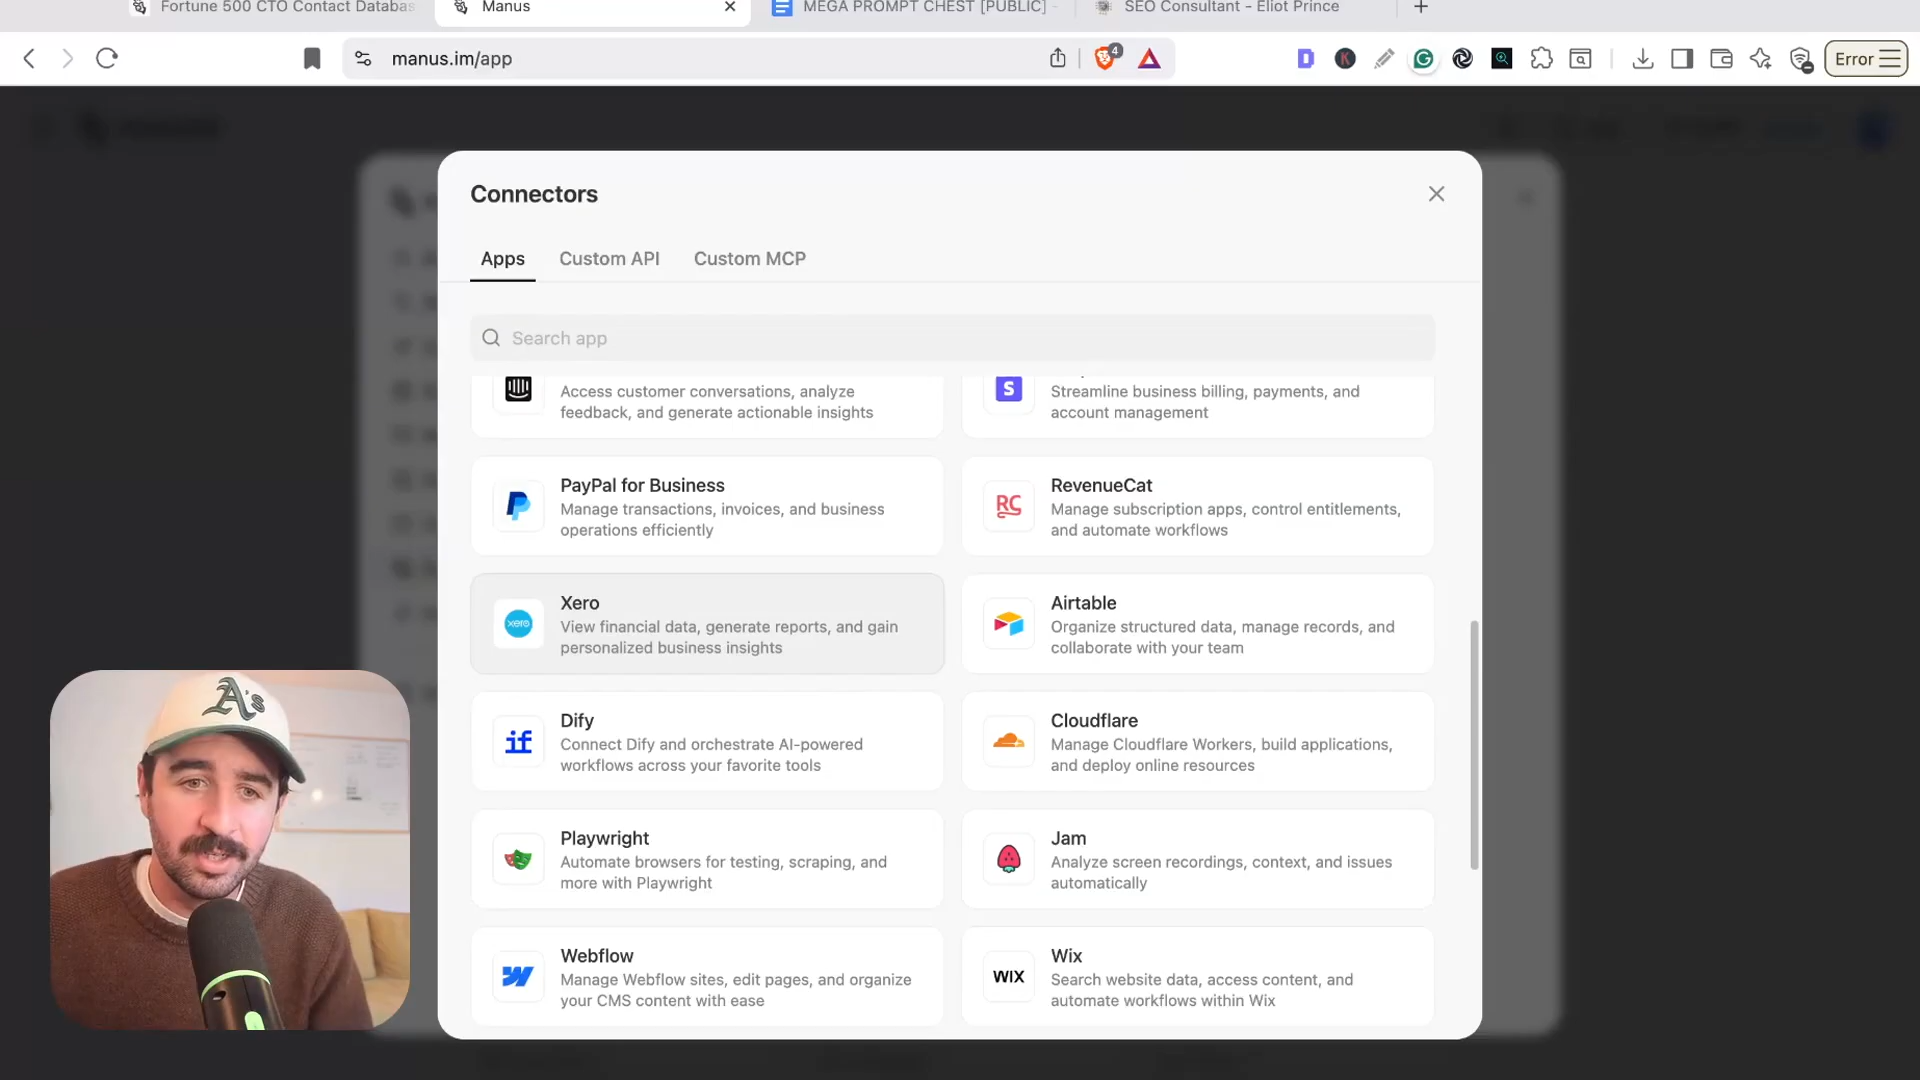 Fortune 500 CTO Contact Databas
Manus
MEGA PROMPT CHEST [PUBLIC] -
SEO Consultant - Eliot Prince
manus.im/app
4
Error
Connectors
Apps
Custom API
Custom MCP
Search app
Access customer conversations, analyze
feedback, and generate actionable insights
S
Streamline business billing, payments, and
account management
PayPal for Business
Manage transactions, invoices, and business
operations efficiently
RC
RevenueCat
Manage subscription apps, control entitlements,
and automate workflows
xero
Xero
View financial data, generate reports, and gain
personalized business insights
Airtable
Organize structured data, manage records, and
collaborate with your team
if
Dify
Connect Dify and orchestrate AI-powered
workflows across your favorite tools
Cloudflare
Manage Cloudflare Workers, build applications,
and deploy online resources
Playwright
Automate browsers for testing, scraping, and
more with Playwright
Jam
Analyze screen recordings, context, and issues
automatically
Webflow
Manage Webflow sites, edit pages, and organize
your CMS content with ease
WIX
Wix
Search website data, access content, and
automate workflows within Wix
A's